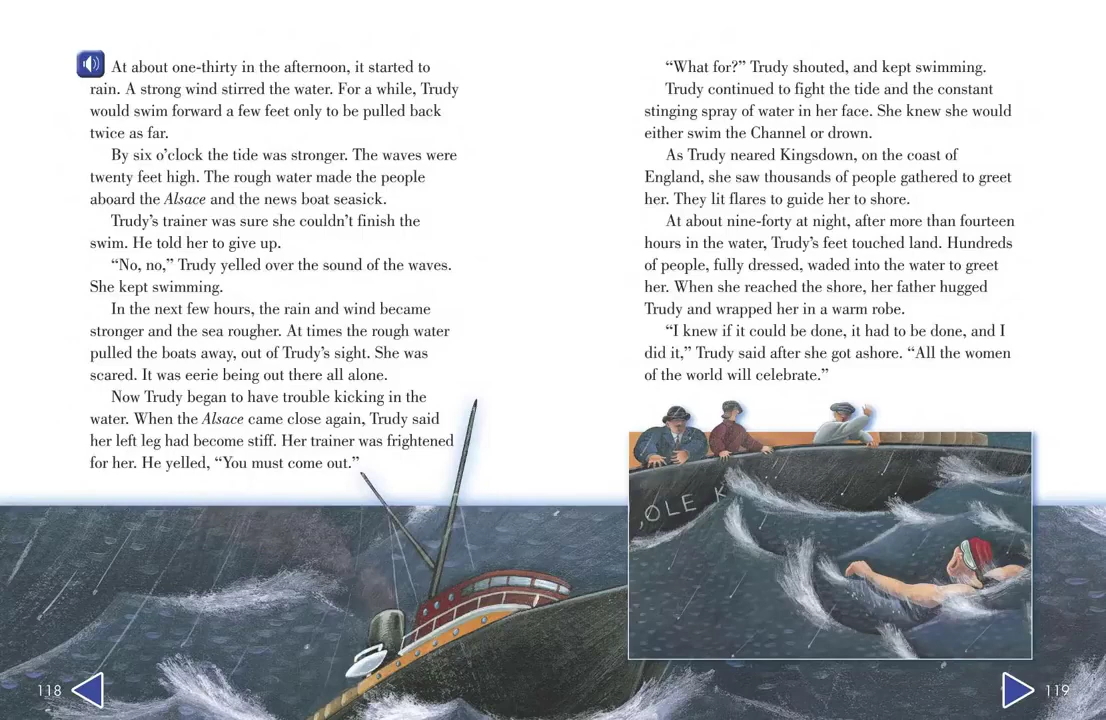 At about one-thirty in the afternoon, it started to
rain. A strong wind stirred the water. For a while, Trudy
would swim forward a few feet only to be pulled back
twice as far.
By six o’clock the tide was stronger. The waves were
twenty feet high. The rough water made the people
aboard the Alsace and the news boat seasick.
Trudy’s trainer was sure she couldn’t finish the
swim. He told her to give up.
“No, no,” Trudy yelled over the sound of the waves.
She kept swimming.
In the next few hours, the rain and wind became
stronger and the sea rougher. At times the rough water
pulled the boats away, out of Trudy’s sight. She was
scared. It was eerie being out there all alone.
Now Trudy began to have trouble kicking in the
water. When the Alsace came close again, Trudy said
her left leg had become stiff. Her trainer was frightened
for her. He yelled, “You must come out.”
118
“What for?” Trudy shouted, and kept swimming.
Trudy continued to fight the tide and the constant
stinging spray of water in her face. She knew she would
either swim the Channel or drown.
As Trudy neared Kingsdown, on the coast of
England, she saw thousands of people gathered to greet
her. They lit flares to guide her to shore.
At about nine-forty at night, after more than fourteen
hours in the water, Trudy’s feet touched land. Hundreds
of people, fully dressed, waded into the water to greet
her. When she reached the shore, her father hugged
Trudy and wrapped her in a warm robe.
“I knew if it could be done, it had to be done, and I
did it,” Trudy said after she got ashore. “All the women
of the world will celebrate.”
OLE K
119